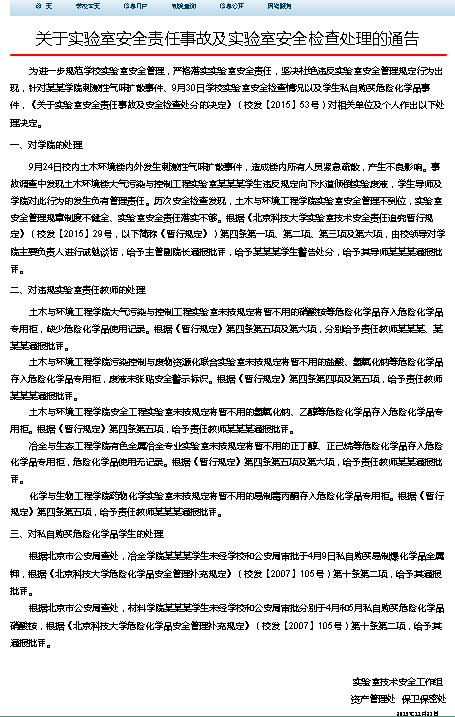 关于实验室安全责任事故及实验室安全检查处理的通告
为进一步规范学校实验室安全管理，严格落实实验室安全责任，坚决杜绝违反实验室安全管理规定行为出
现，针对某某学院刺激性气味扩散事件、9月30日学校实验室安全检查情况以及学生私自购买危险化学品事
件，《关于实验室安全责任事故及安全检查处分的决定》（校发【2015】53号）对相关单位及个人作出以下处
理决定。
一、对学院的处理
9月24日校内土木环境楼内外发生刺激性气味扩散事件，造成楼内所有人员紧急疏散，产生不良影响。事
故调查中发现土木环境楼大气污染与控制工程实验室某某某学生违反规定向下水道倾倒实验废液，学生导师及
学院对此行为的发生负有管理责任。历次安全检查发现，土木与环境工程学院实验室安全管理不到位，实验室
安全管理规章制度不健全、实验室安全责任落实不够。根据《北京科技大学实验室技术安全责任追究暂行规
定》（校发【2015】29号，以下简称《暂行规定》）第四条第一项、第二项、第三项及第六项，由校领导对学
院主要负责人进行诫勉谈话，给予主管副院长通报批评，给予某某某学生警告处分，给予其导师某某某通报批
评。
二、对违规实验室责任教师的处理
土木与环境工程学院大气污染与控制工程实验室未按规定将暂不用的硝酸铵等危险化学品存入危险化学品
专用柜，缺少危险化学品使用记录。根据《暂行规定》第四条第五项及第六项，分别给予责任教师某某某、某
某某通报批评。
土木与环境工程学院污染控制与废物资源化联合实验室未按规定将暂不用的盐酸、氢氧化钠等危险化学品
存入危险化学品专用柜，废液未张贴安全警示标识。根据《暂行规定》第四条第四项及第五项，给予责任教师
某某某通报批评。
土木与环境工程学院安全工程实验室未按规定将暂不用的氢氧化钠、乙醇等危险化学品存入危险化学品专
用柜。根据《暂行规定》第四条第五项，给予责任教师某某某通报批评。
冶金与生态工程学院有色金属冶金专业实验室未按规定将暂不用的正丁醇、正己烷等危险化学品存入危险
化学品专用柜，危险化学品使用无记录。根据《暂行规定》第四条第五项及第六项，给予责任教师某某通报批
评。
化学与生物工程学院药物化学实验室未按规定将暂不用的易制毒丙酮存入危险化学品专用柜。根据《暂行
规定》第四条第五项，给予责任教师某某某通报批评。
三、对私自购买危险化学品学生的处理
根据北京市公安局查处，冶金学院某某某学生未经学校和公安局审批于4月9日私自购买易制爆化学品金属
，根据《北京科技大学危险化学品安全管理补充规定》（校发【2007】105号）第十条第二项，给予其通报
批评。
根据北京市公安局查处，材料学院某某某学生未经学校和公安局审批分别于4月和5月私自购买危险化学品
硝酸铵，根据《北京科技大学危险化学品安全管理补充规定》（校发【2007】105号）第十条第二项，给予其
通报批评。
实验室技术安全工作组
资产管理处 保卫保密处